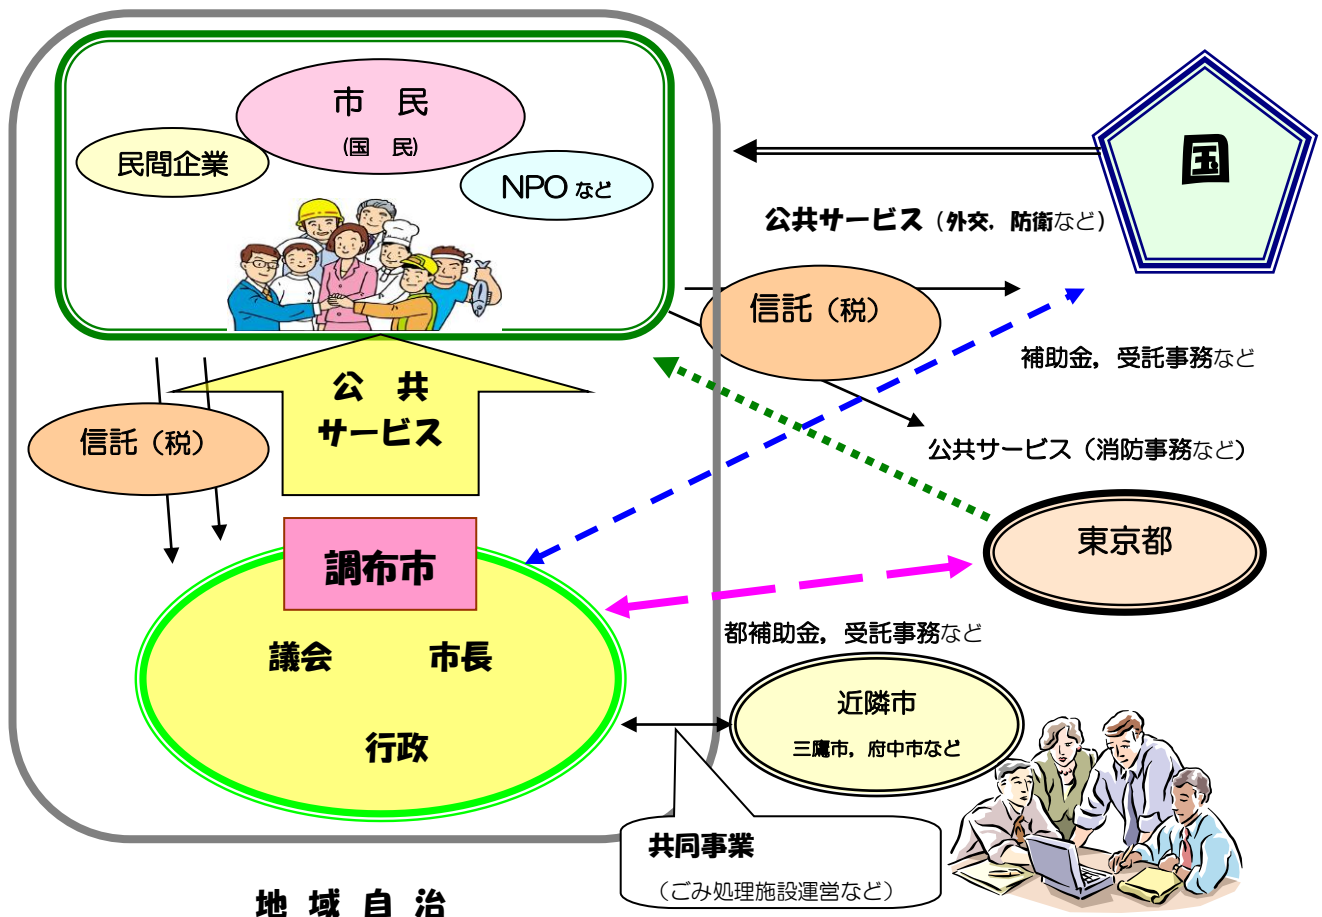 市　民
(国　民)
民間企業
NPO など
国
公共サービス（外交，防衛など）
信託（税）
補助金，受託事務など
公　共
サービス
信託（税）
公共サービス（消防事務など）
東京都
調布市
議会
市長
都補助金，受託事務など
行政
近隣市
三鷹市，府中市など
共同事業
（ごみ処理施設運営など）
地 域 自 治